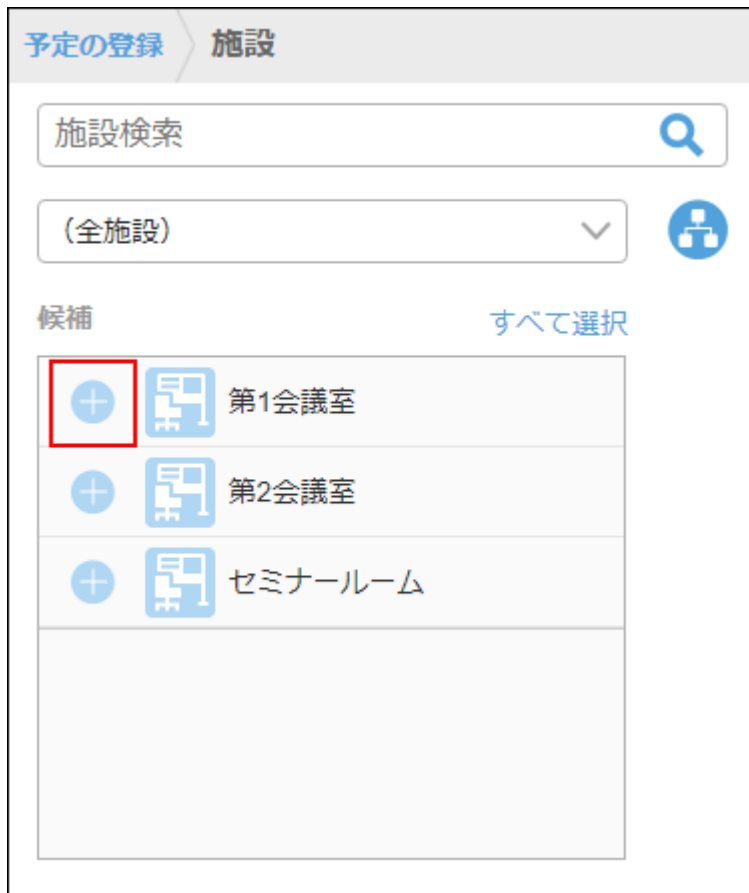 予定の登録 施設
施設検索
(全施設)
候補 すべて選択
第1会議室
第2会議室
セミナールーム